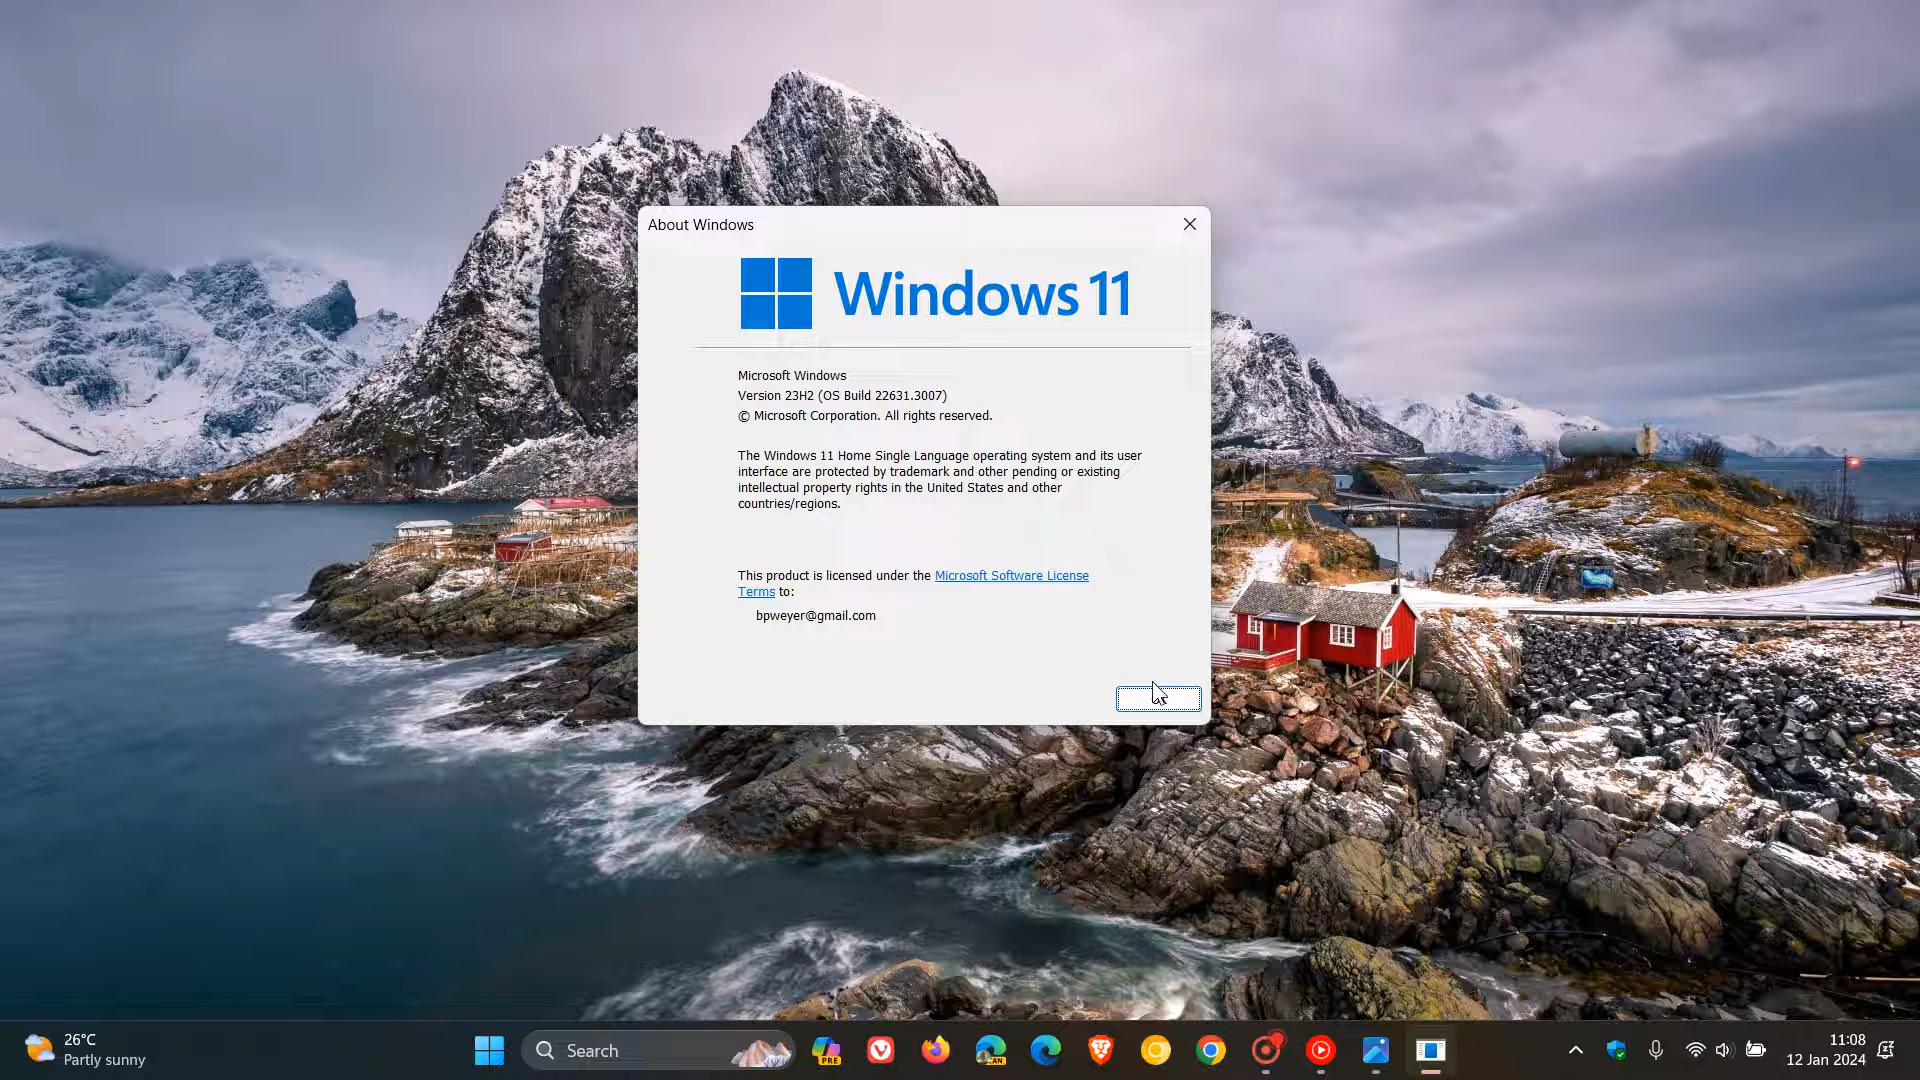 About Windows
Windows 11
Microsoft Windows
Version 23H2 (OS Build 22631.3007)
© Microsoft Corporation. All rights reserved.
The Windows 11 Home Single Language operating system and its user
interface are protected by trademark and other pending or existing
intellectual property rights in the United States and other
countries/regions.
This product is licensed under the Microsoft Software License
Terms to:
bpweyer@gmail.com
26°C
Partly sunny
Search
PRE
CAN
11:08
12 Jan 2024